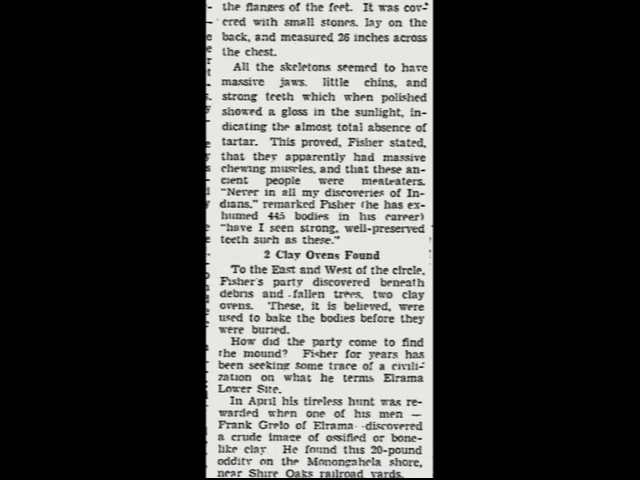 the flanges of the feet. It was cov-
ered with small stones, lay on the
back, and measured 26 inches across
the chest.
All the skeletons seemed to have
massive jaws, little chins, and
strong teeth which when polished
showed a gloss in the sunlight, in-
dicating the almost total absence of
tartar. This proved, Fisher stated,
that they apparently had massive
chewing muscles, and that these an-
cient people were meateaters.
"Never in all my discoveries of In-
dians," remarked Fisher (he has ex-
humed 445 bodies in his career)
"have I seen strong, well-preserved
teeth such as these."
2 Clay Ovens Found
To the East and West of the circle,
Fisher's party discovered beneath
debris and fallen trees, two clay
ovens. These, it is believed, were
used to bake the bodies before they
were buried.
How did the party come to find
the mound? Fisher for years has
been seeking some trace of a civili-
zation on what he terms Elrama
Lower Site.
In April his tireless hunt was re-
warded when one of his men —
Frank Grelo of Elrama—discovered
a crude image of ossified or bone-
like clay. He found this 20-pound
oddity on the Monongahela shore,
near Shire Oaks railroad yards.